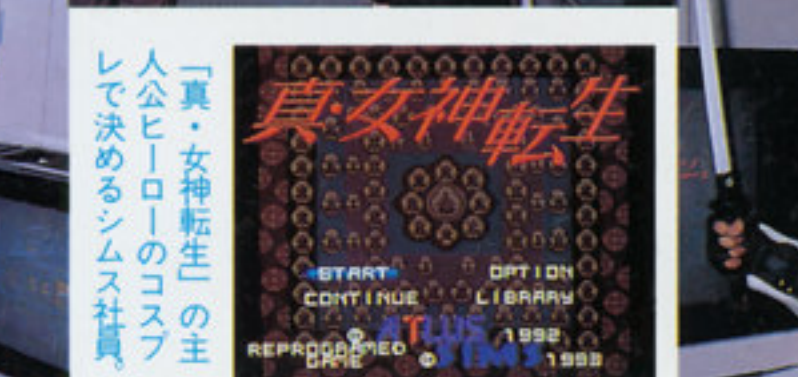 「真・女神転生」の主
人公ヒーローのコスプ
レで決めるシムス社員。
真・女神転生
START OPTION
CONTINUE LIBRARY
© ATLUS 1992
REPROGRAMED
GAME © SIMS 1993